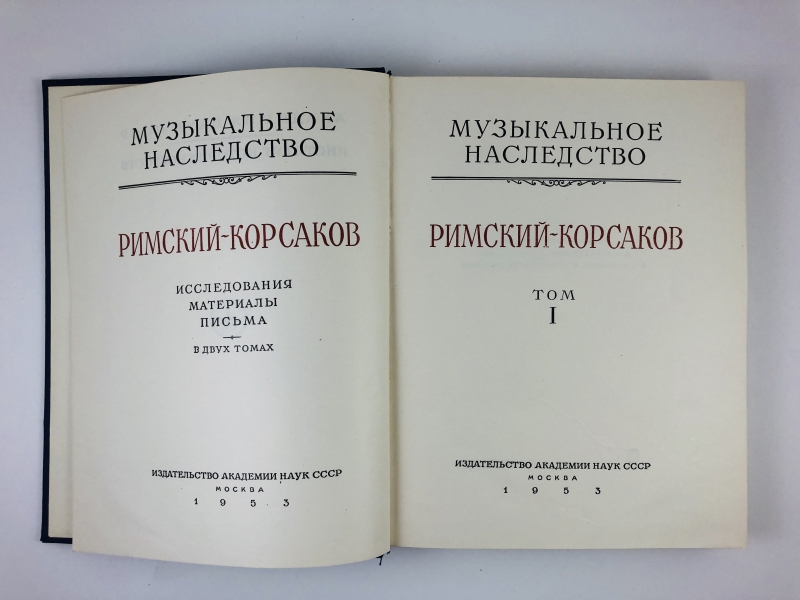 МУЗЫКАЛЬНОЕ
НАСЛЕДСТВО
РИМСКИЙ-КОРСАКОВ
ИССЛЕДОВАНИЯ
МАТЕРИАЛЫ
ПИСЬМА
В ДВУХ ТОМАХ
ИЗДАТЕЛЬСТВО АКАДЕМИИ НАУК СССР
МОСКВА
1953
МУЗЫКАЛЬНОЕ
НАСЛЕДСТВО
РИМСКИЙ-КОРСАКОВ
ТОМ
I
ИЗДАТЕЛЬСТВО АКАДЕМИИ НАУК СССР
МОСКВА
1953